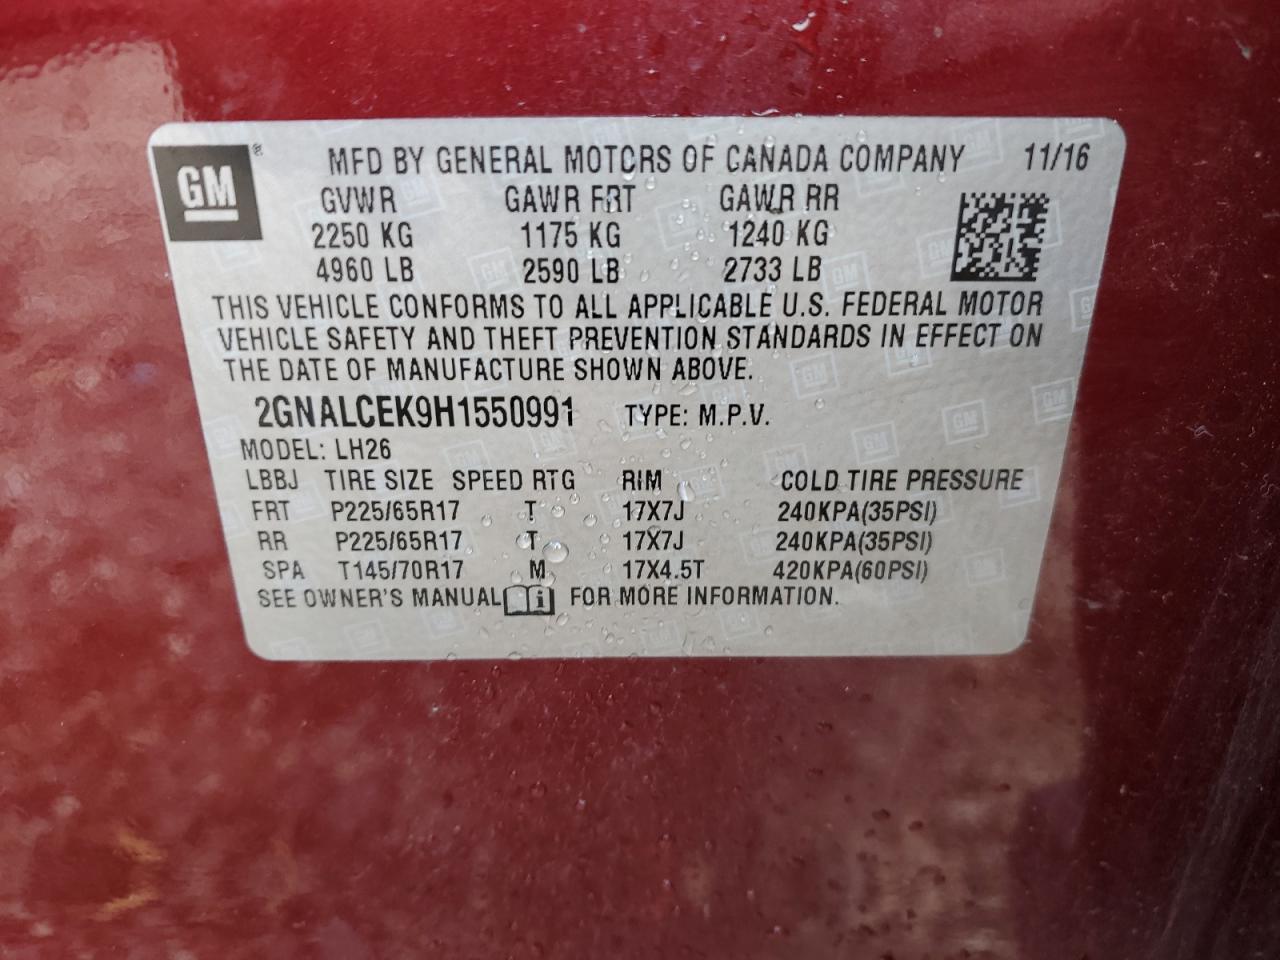 GM® MFD BY GENERAL MOTORS OF CANADA COMPANY 11/16
GVWR GAWR FRT GAWR RR
2250 KG 1175 KG 1240 KG
4960 LB 2590 LB 2733 LB
THIS VEHICLE CONFORMS TO ALL APPLICABLE U.S. FEDERAL MOTOR
VEHICLE SAFETY AND THEFT PREVENTION STANDARDS IN EFFECT ON
THE DATE OF MANUFACTURE SHOWN ABOVE.
2GNALCEK9H1550991 TYPE: M.P.V.
MODEL: LH26
LBBJ TIRE SIZE SPEED RTG RIM COLD TIRE PRESSURE
FRT P225/65R17 T 17X7J 240KPA(35PSI)
RR P225/65R17 T 17X7J 240KPA(35PSI)
SPA T145/70R17 M 17X4.5T 420KPA(60PSI)
SEE OWNER'S MANUAL i FOR MORE INFORMATION.